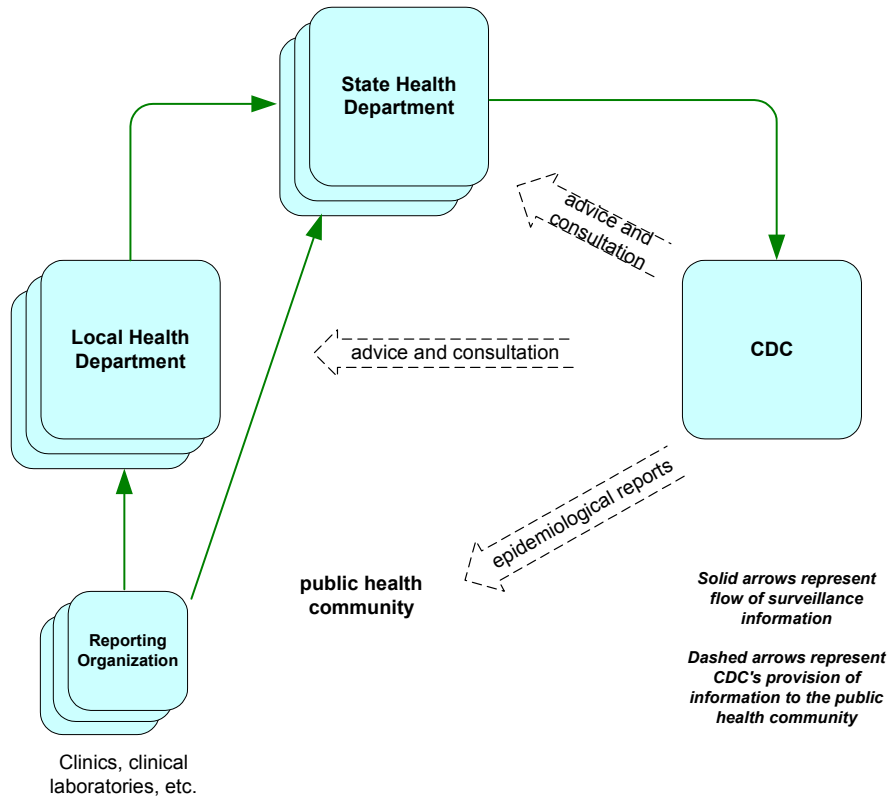 State Health
Department
advice and
consultation
Local Health
Department
advice and consultation
CDC
epidemiological reports
public health
community
Solid arrows represent
flow of surveillance
information
Reporting
Organization
Dashed arrows represent
CDC's provision of
information to the public
health community
Clinics, clinical
laboratories, etc.